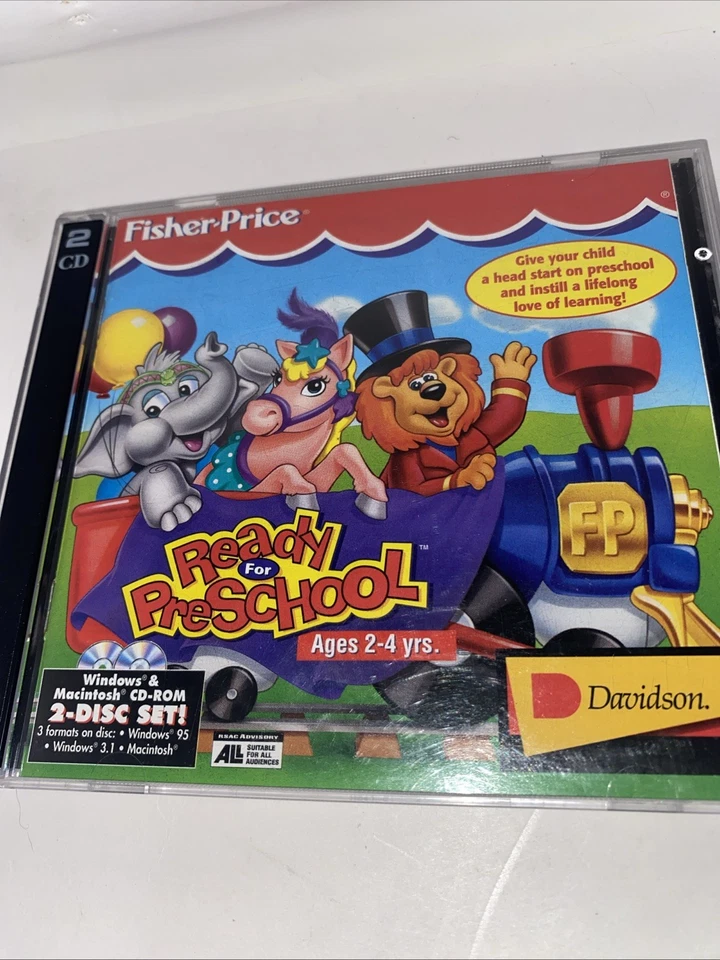 2
CD
Fisher-Price®
®
Give your child
a head start on preschool
and instill a lifelong
love of learning!
FP
Ready
For
PreSCHOOL™
Ages 2-4 yrs.
Windows® &
Macintosh® CD-ROM
2-DISC SET!
3 formats on disc: • Windows® 95
• Windows® 3.1 • Macintosh®
RSAC ADVISORY
ALL
SUITABLE
FOR ALL
AUDIENCES
Davidson.